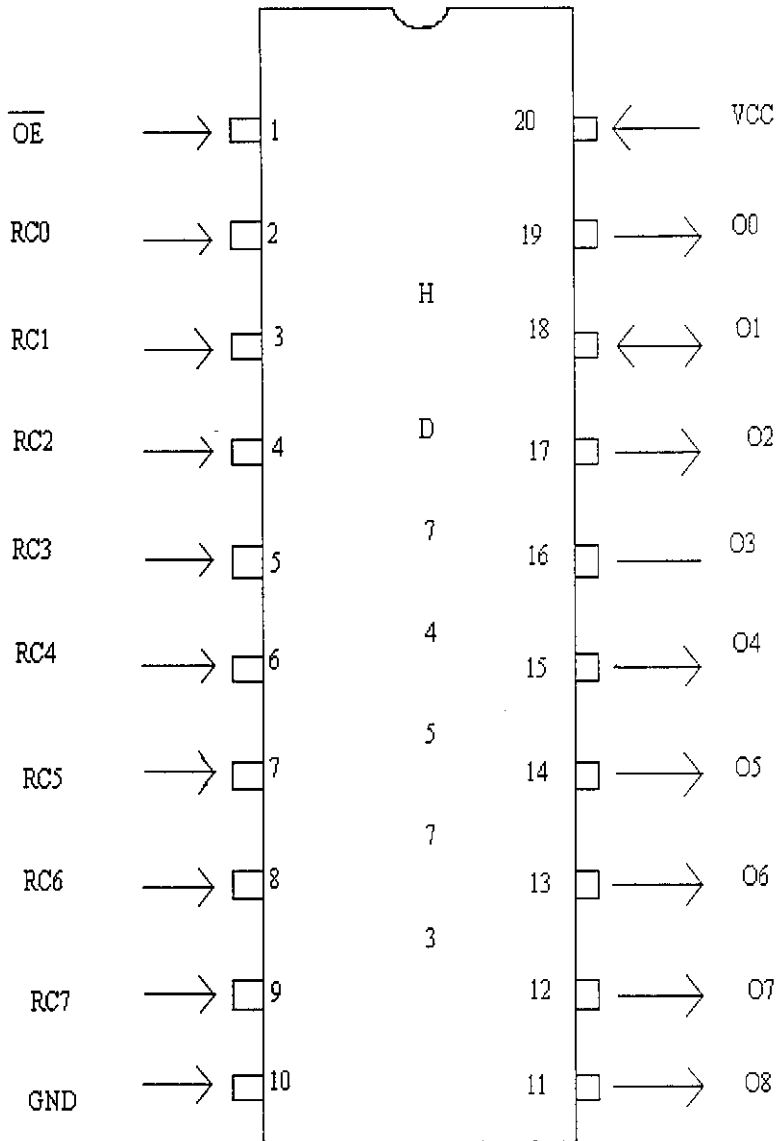 OE 1 20 VCC
RC0 2 19 O0
H
RC1 3 18 O1
D
RC2 4 17 O2
7
RC3 5 16 O3
4
RC4 6 15 O4
5
RC5 7 14 O5
7
RC6 8 13 O6
3
RC7 9 12 O7
GND 10 11 O8